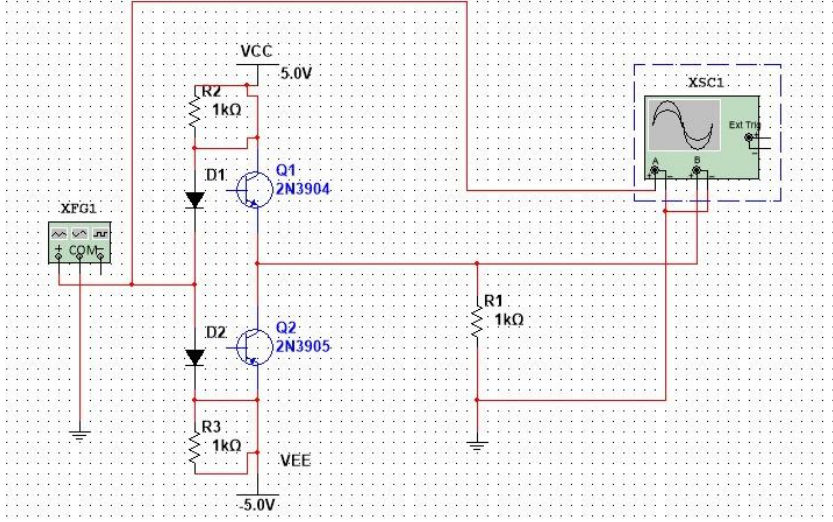 VCC
5.0V
R2
1kΩ
XSC1
Ext Trig
+
-
A
B
+
-
+
-
D1
Q1
2N3904
XFG1
+
COM
-
R1
1kΩ
D2
Q2
2N3905
R3
1kΩ
VEE
-5.0V